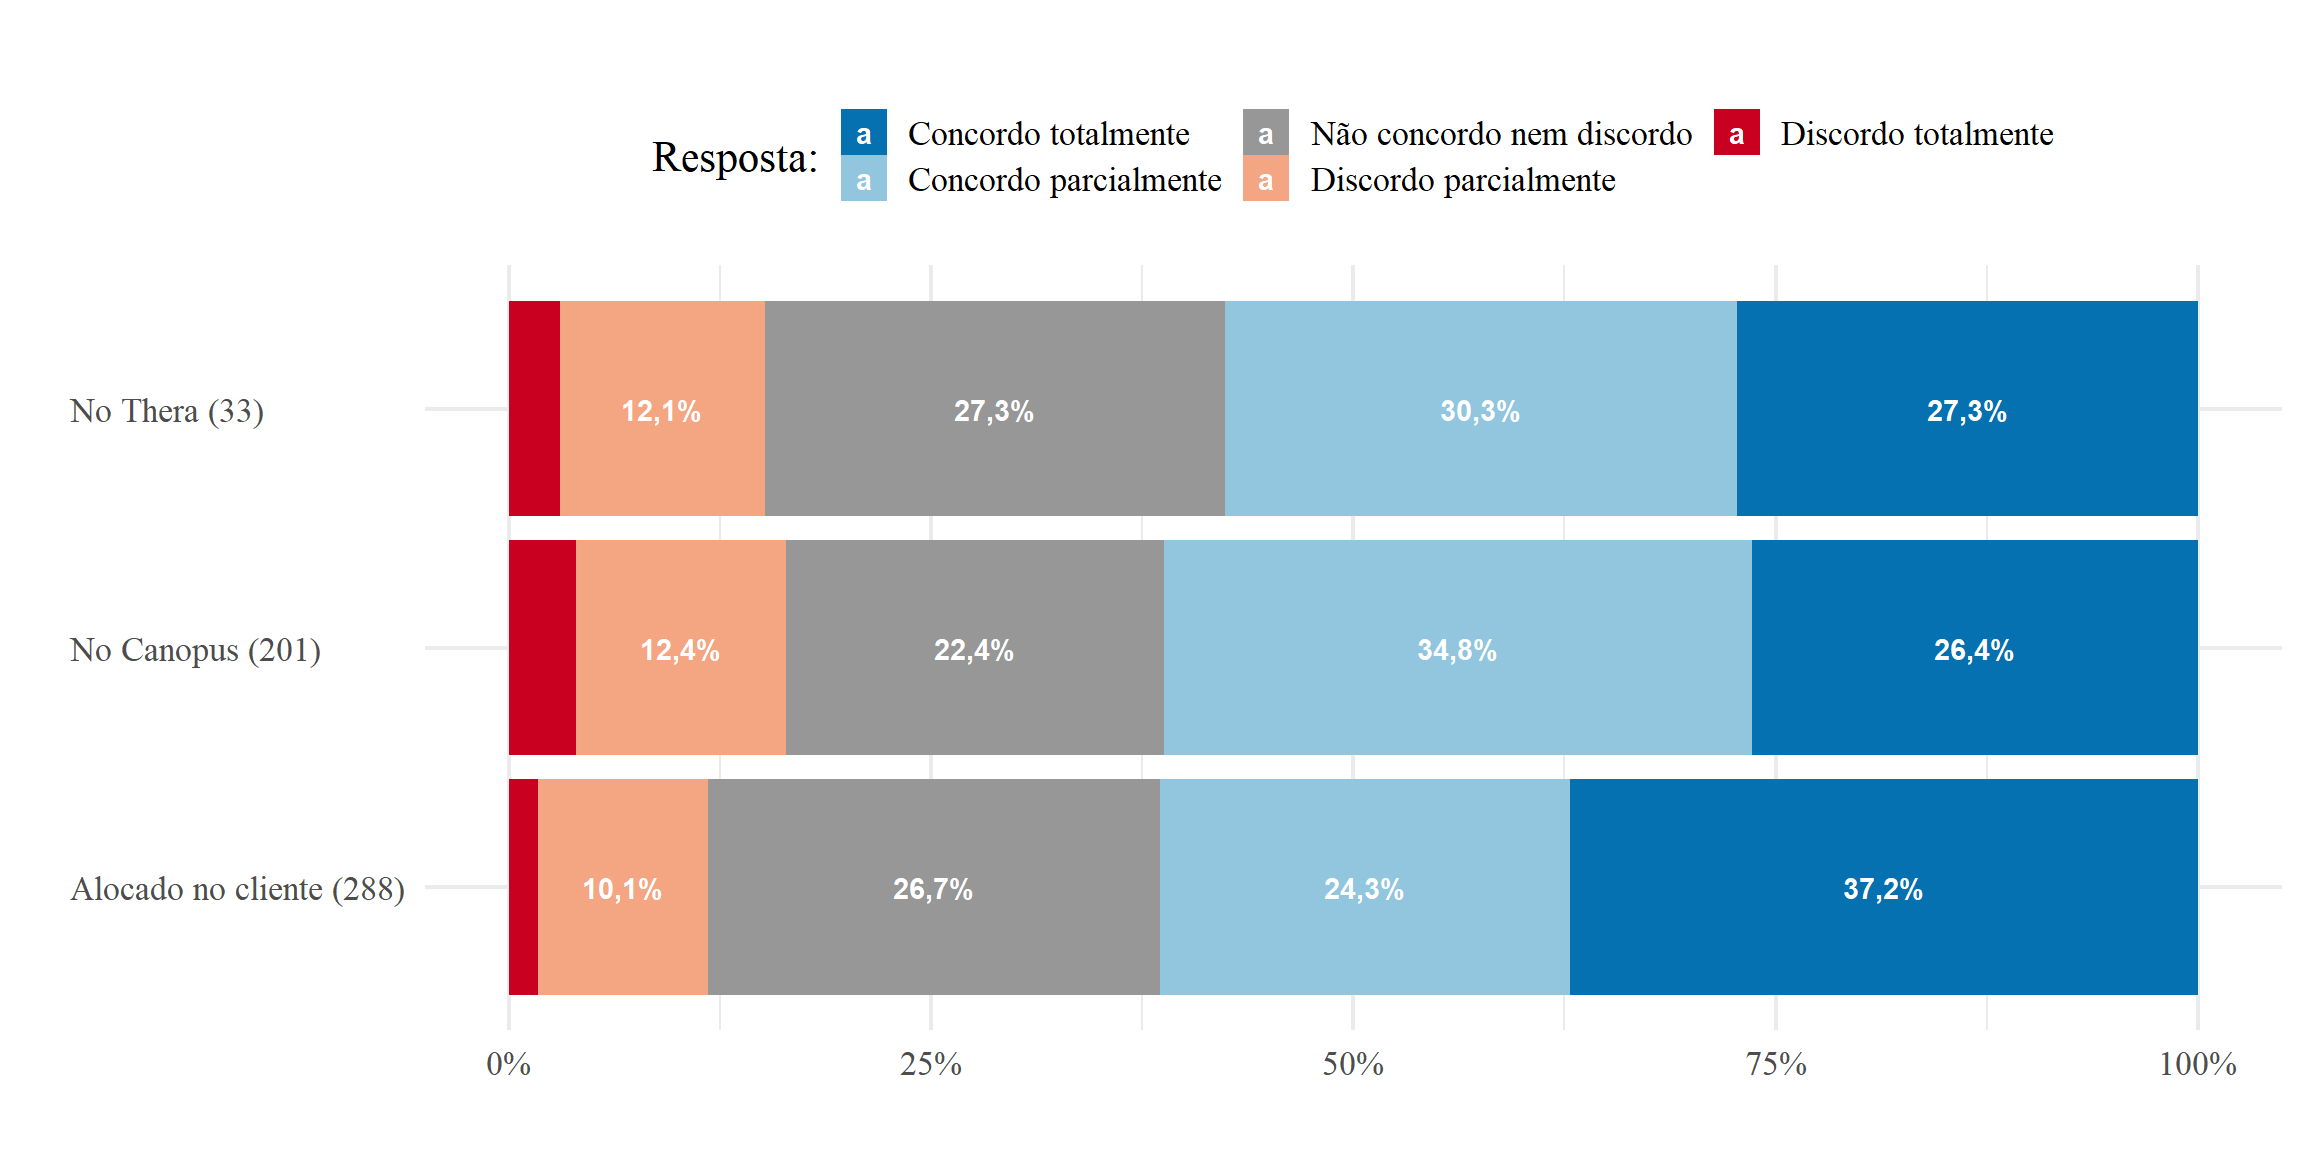 Resposta:
a Concordo totalmente
a Concordo parcialmente
a Não concordo nem discordo
a Discordo parcialmente
a Discordo totalmente
No Thera (33)
12,1% 27,3% 30,3% 27,3%
No Canopus (201)
12,4% 22,4% 34,8% 26,4%
Alocado no cliente (288)
10,1% 26,7% 24,3% 37,2%
0% 25% 50% 75% 100%